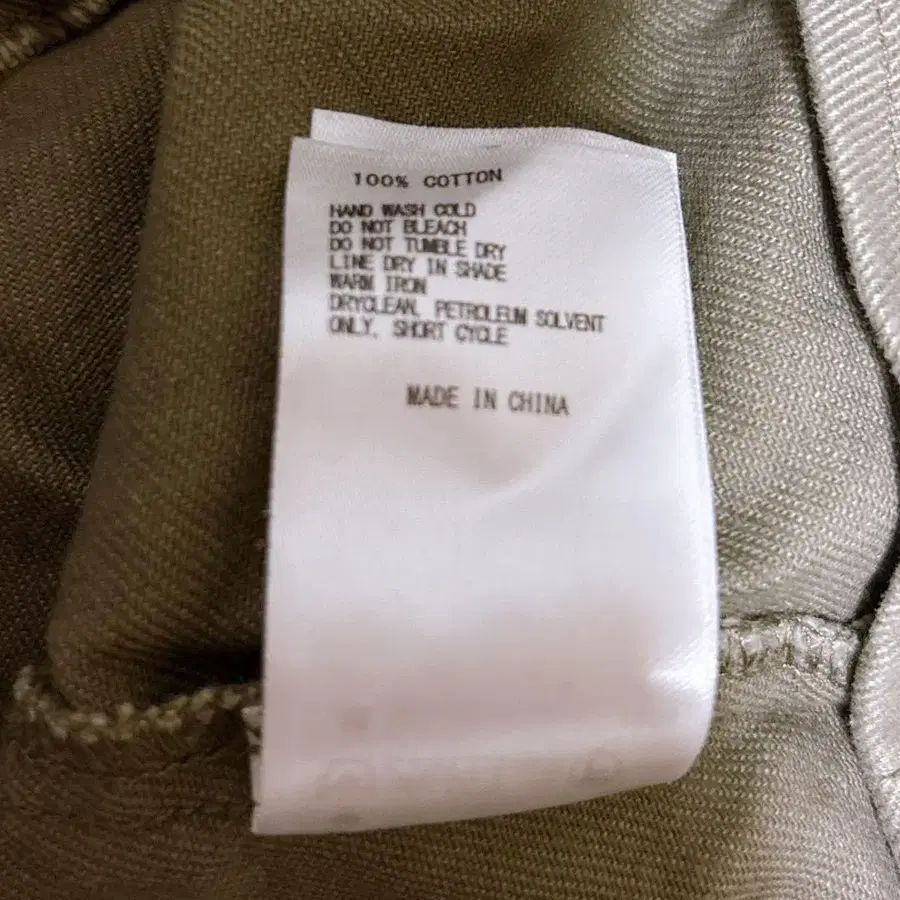 100% COTTON
HAND WASH COLD
DO NOT BLEACH
DO NOT TUMBLE DRY
LINE DRY IN SHADE
WARM IRON
DRYCLEAN, PETROLEUM SOLVENT
ONLY. SHORT CYCLE
MADE IN CHINA